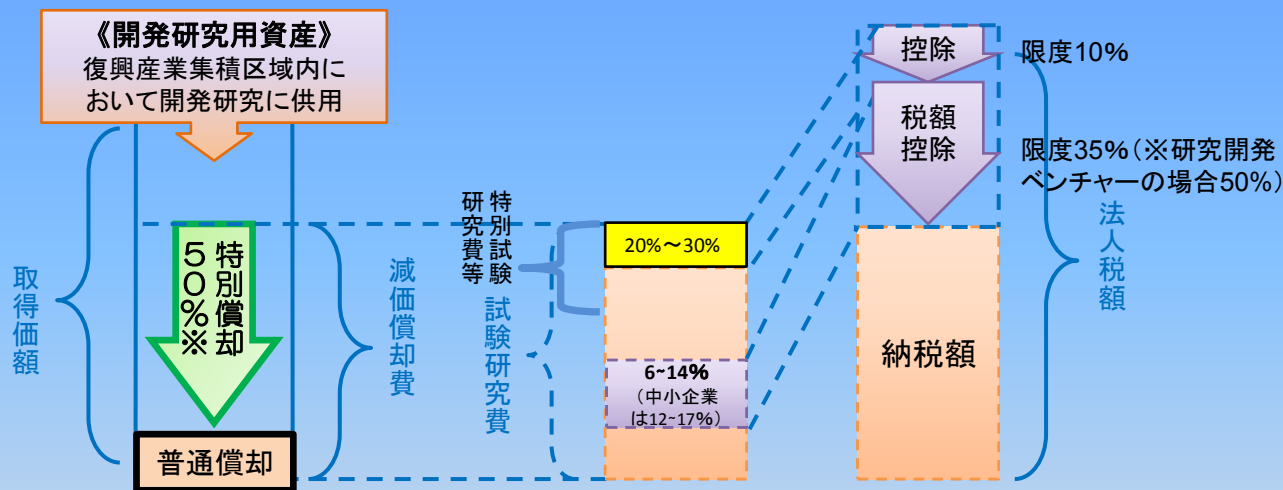 《開発研究用資産》
復興産業集積区域内に
おいて開発研究に供用
取得価額
特別償却
50%※
普通償却
減価償却費
特別試験
研究費等
試験研究費
20%～30%
6~14%
（中小企業
は12~17%）
控除
限度10%
税額
控除
限度35%（※研究開発
ベンチャーの場合50%）
法人税額
納税額